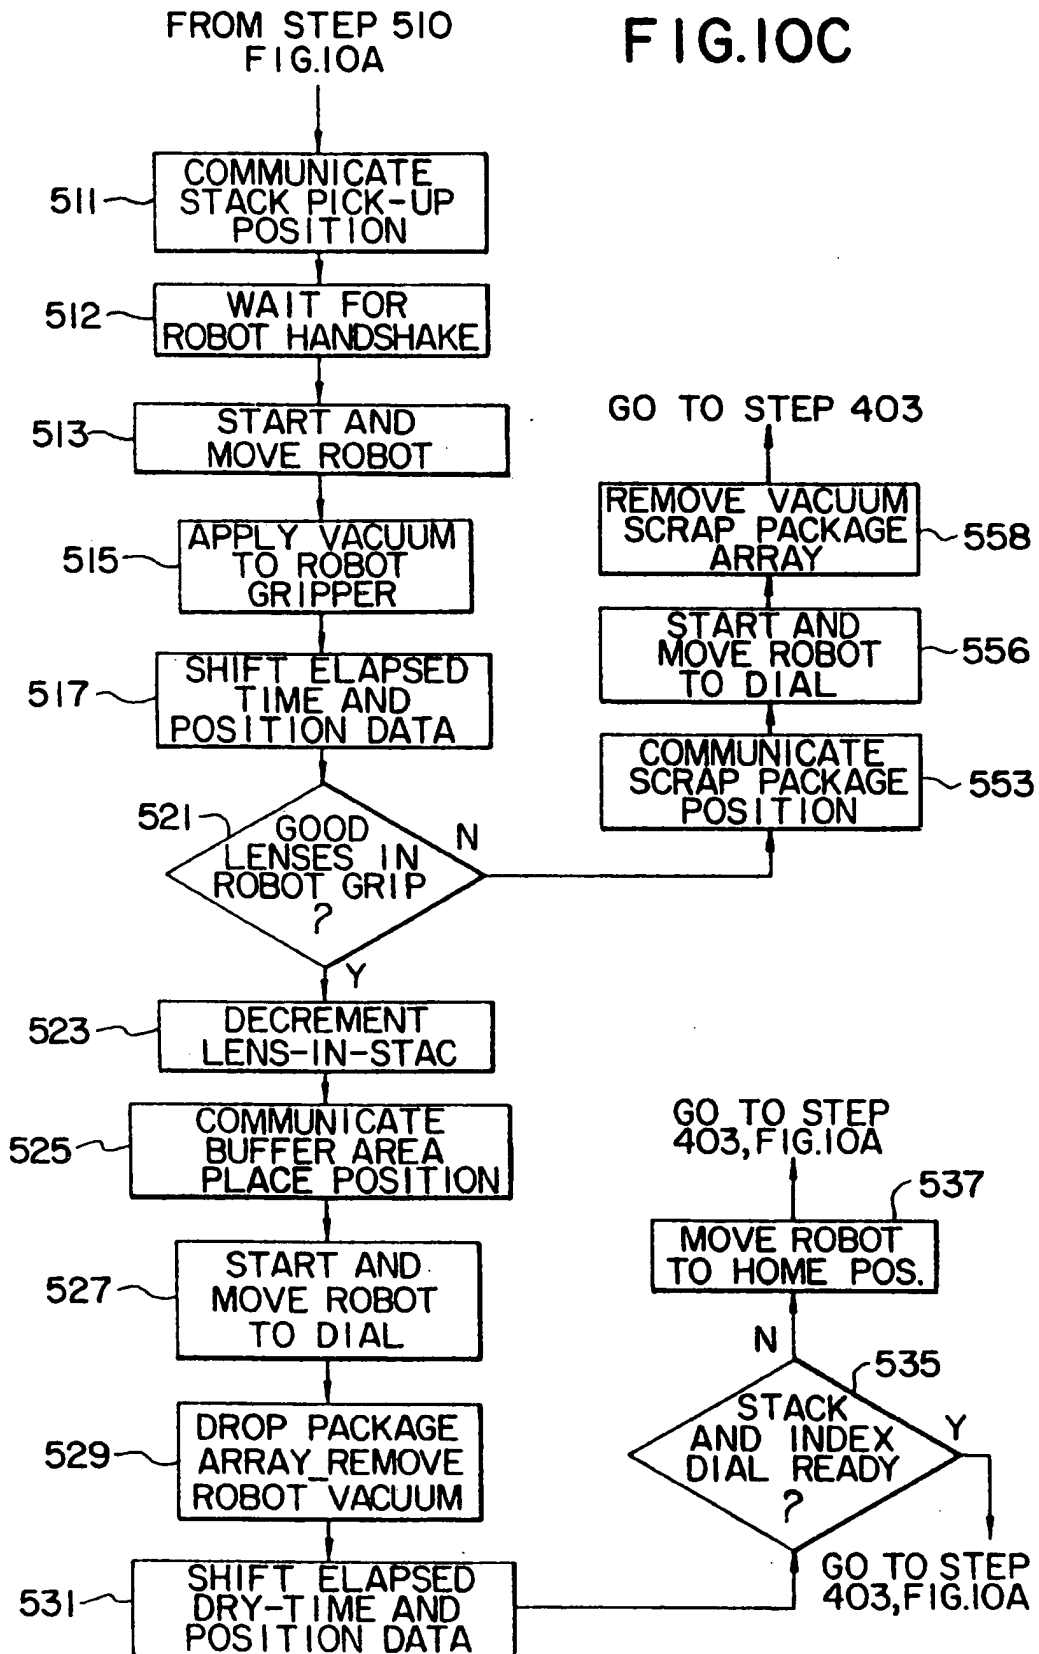 FROM STEP 510
FIG.10A
FIG.10C
511
COMMUNICATE
STACK PICK-UP
POSITION
512
WAIT FOR
ROBOT HANDSHAKE
513
START AND
MOVE ROBOT
515
APPLY VACUUM
TO ROBOT
GRIPPER
517
SHIFT ELAPSED
TIME AND
POSITION DATA
521
GOOD
LENSES IN
ROBOT GRIP
?
N
Y
GO TO STEP 403
REMOVE VACUUM
SCRAP PACKAGE
ARRAY
558
START AND
MOVE ROBOT
TO DIAL
556
COMMUNICATE
SCRAP PACKAGE
POSITION
553
523
DECREMENT
LENS-IN-STAC
525
COMMUNICATE
BUFFER AREA
PLACE POSITION
527
START AND
MOVE ROBOT
TO DIAL
529
DROP PACKAGE
ARRAY_REMOVE
ROBOT VACUUM
531
SHIFT ELAPSED
DRY-TIME AND
POSITION DATA
GO TO STEP
403, FIG.10A
537
MOVE ROBOT
TO HOME POS.
N
535
STACK
AND INDEX
DIAL READY
?
Y
GO TO STEP
403, FIG.10A